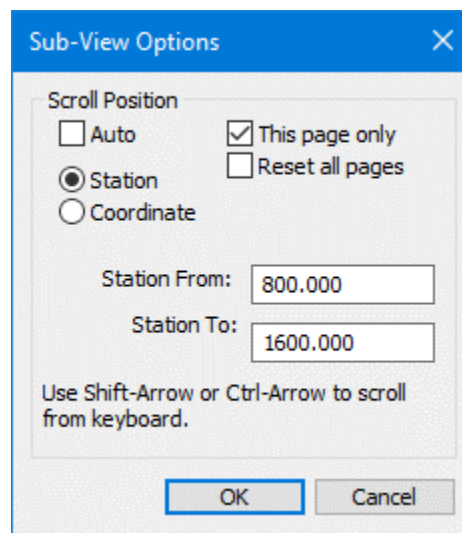 Sub-View Options
Scroll Position
Auto
This page only
Reset all pages
Station
Coordinate
Station From: 800.000
Station To: 1600.000
Use Shift-Arrow or Ctrl-Arrow to scroll
from keyboard.
OK Cancel